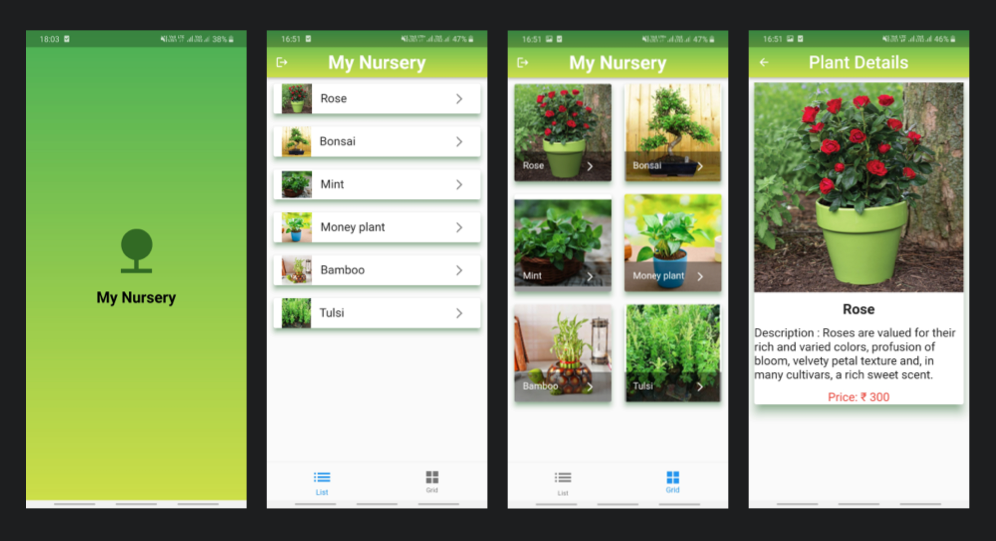 18:03
38%
My Nursery
16:51
47%
My Nursery
Rose
Bonsai
Mint
Money plant
Bamboo
Tulsi
List
Grid
16:51
47%
My Nursery
Rose
Bonsai
Mint
Money plant
Bamboo
Tulsi
List
Grid
16:51
46%
Plant Details
Rose
Description : Roses are valued for their
rich and varied colors, profusion of
bloom, velvety petal texture and, in
many cultivars, a rich sweet scent.
Price: ₹ 300